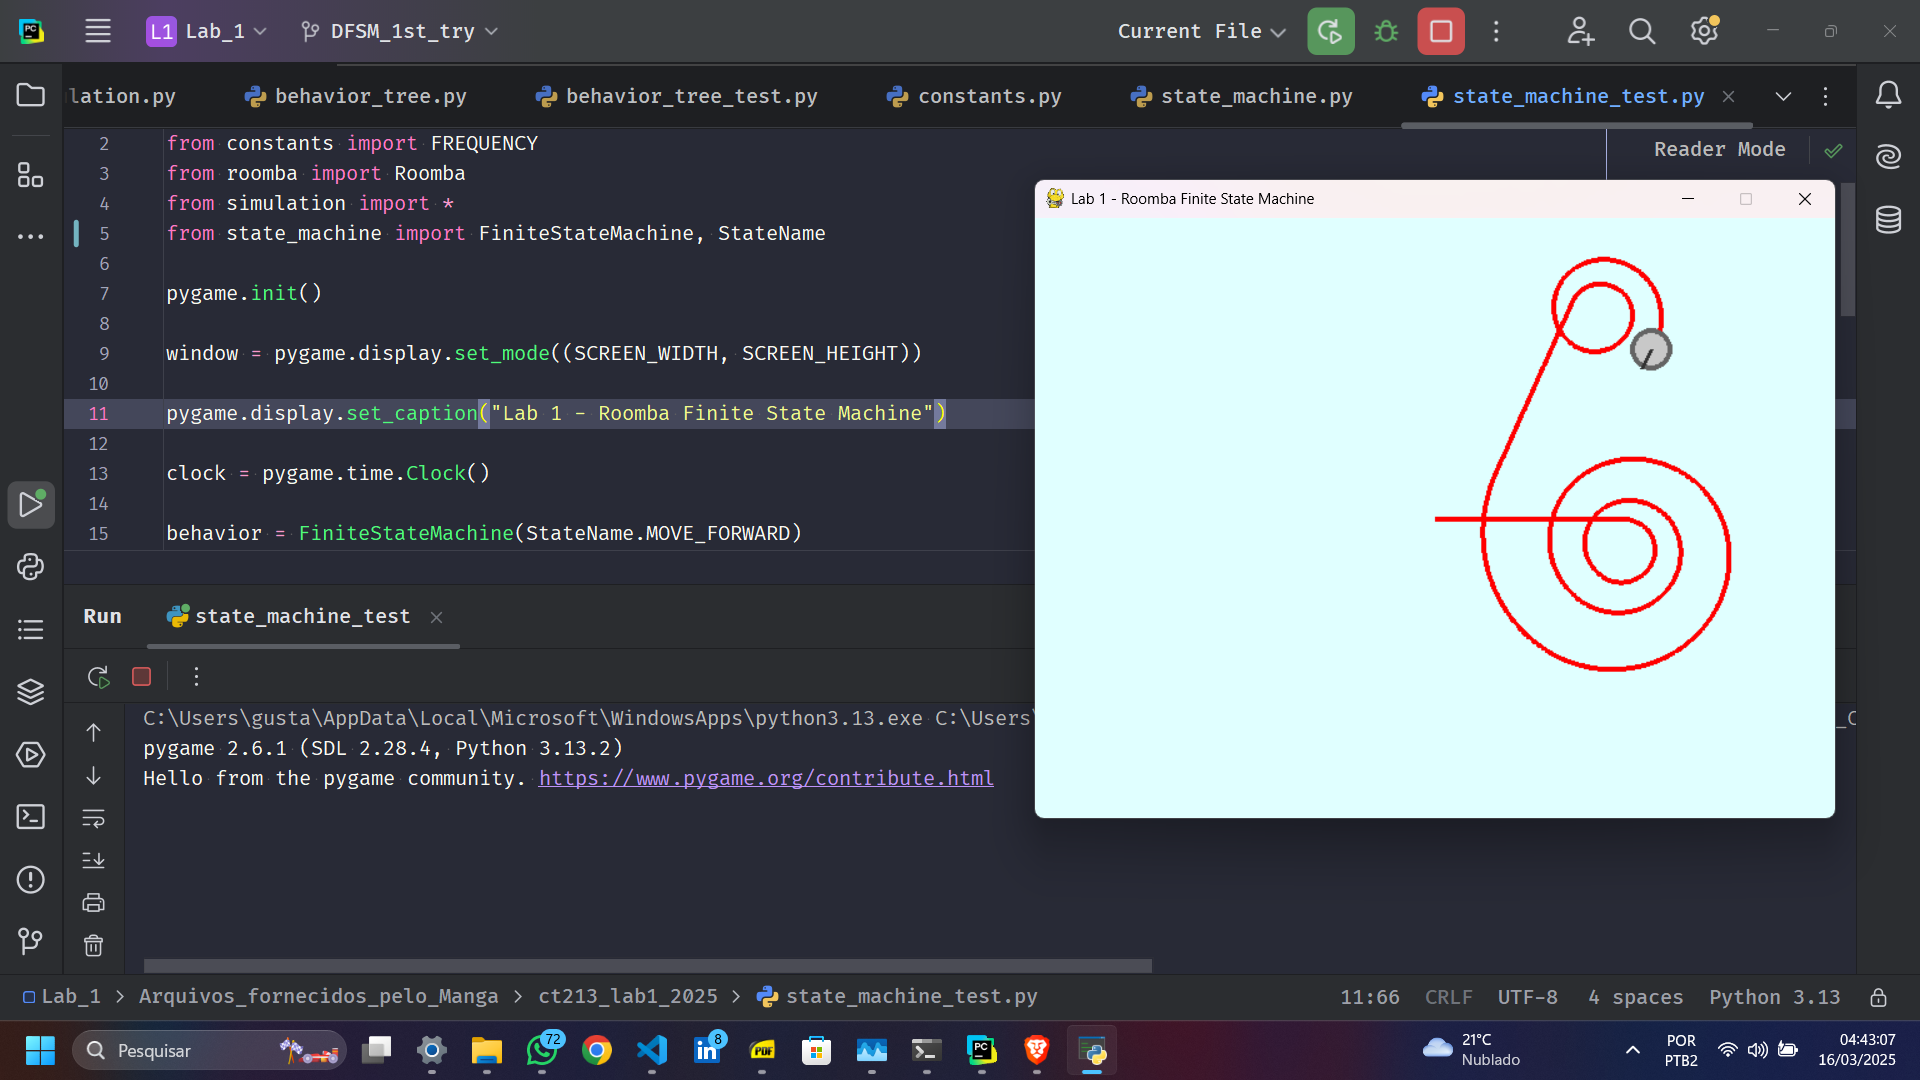 PC
L1 Lab_1
DFSM_1st_try
Current File
lation.py
behavior_tree.py
behavior_tree_test.py
constants.py
state_machine.py
state_machine_test.py
Reader Mode
2 from constants import FREQUENCY
3 from roomba import Roomba
4 from simulation import *
5 from state_machine import FiniteStateMachine, StateName
6
7 pygame.init()
8
9 window = pygame.display.set_mode((SCREEN_WIDTH, SCREEN_HEIGHT))
10
11 pygame.display.set_caption("Lab 1 - Roomba Finite State Machine")
12
13 clock = pygame.time.Clock()
14
15 behavior = FiniteStateMachine(StateName.MOVE_FORWARD)
Lab 1 - Roomba Finite State Machine
Run
state_machine_test
C:\Users\gusta\AppData\Local\Microsoft\WindowsApps\python3.13.exe C:\Users
pygame 2.6.1 (SDL 2.28.4, Python 3.13.2)
Hello from the pygame community. https://www.pygame.org/contribute.html
Lab_1 > Arquivos_fornecidos_pelo_Manga > ct213_lab1_2025 > state_machine_test.py
11:66 CRLF UTF-8 4 spaces Python 3.13
Pesquisar
72
8
PDF
PC
21°C
Nublado
POR
PTB2
04:43:07
16/03/2025